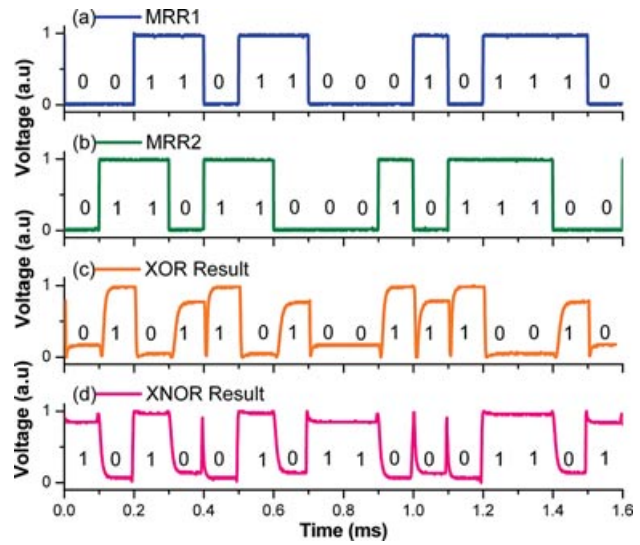 (a) MRR1
1
0 0 1 1 0 1 1 0 0 0 1 0 1 1 1 0
0
Voltage (a.u)
(b) MRR2
1
0 1 1 0 1 1 0 0 0 1 0 1 1 1 0 0
0
Voltage (a.u)
(c) XOR Result
1
0 1 0 1 1 0 1 0 0 1 1 1 0 0 1 0
0
Voltage (a.u)
(d) XNOR Result
1
1 0 1 0 0 1 0 1 1 0 0 0 1 1 0 1
0
Voltage (a.u)
0.0 0.2 0.4 0.6 0.8 1.0 1.2 1.4 1.6
Time (ms)